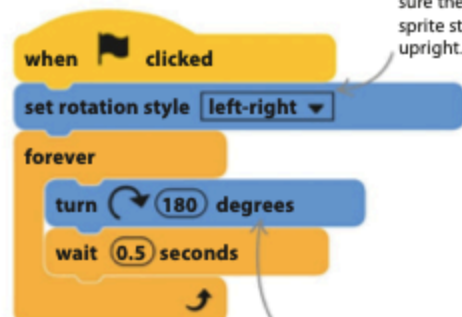 sure the
sprite st
upright.
when clicked
set rotation style left-right
forever
turn 180 degrees
wait 0.5 seconds